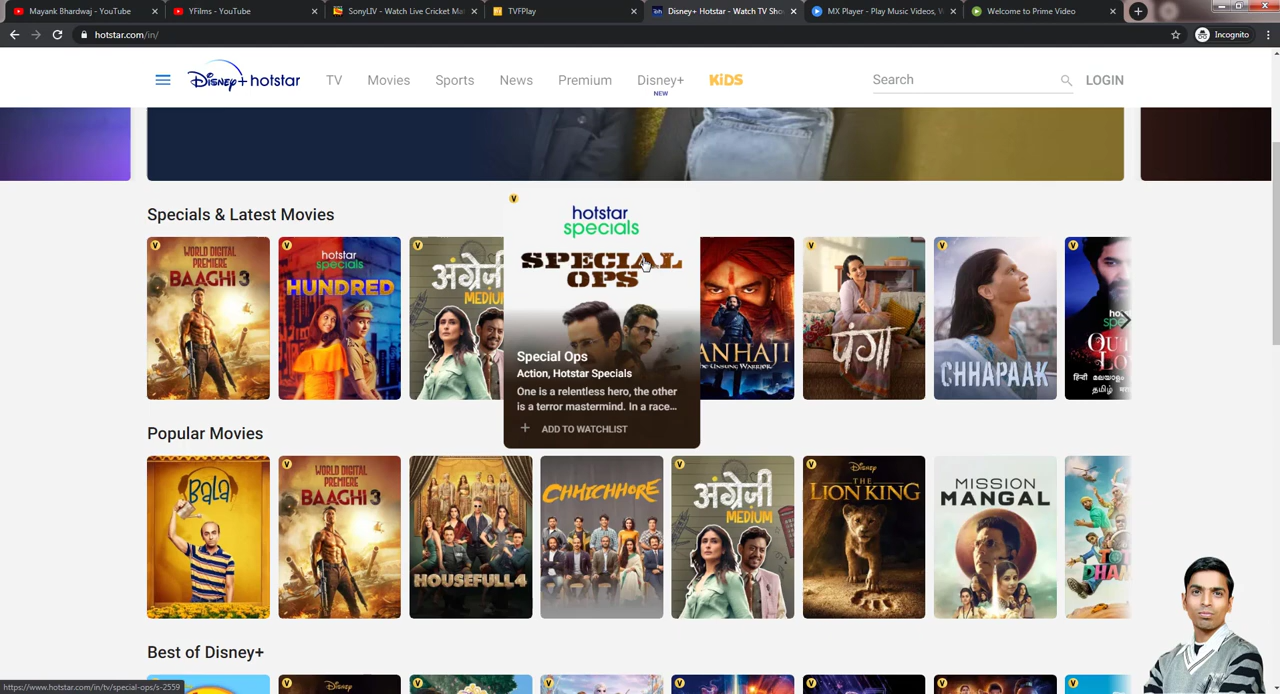 Mayank Bhardwaj - YouTube
YFilms - YouTube
SonyLIV - Watch Live Cricket Ma
TVFPlay
Disney+ Hotstar - Watch TV Sho
MX Player - Play Music Videos, W
Welcome to Prime Video
hotstar.com/in/
Incognito
Disney+ hotstar
TV
Movies
Sports
News
Premium
Disney+
NEW
KiDS
Search
LOGIN
Specials & Latest Movies
WORLD DIGITAL
PREMIERE
BAAGHI 3
hotstar
specials
HUNDRED
अंग्रेज़ी
MEDIUM
hotstar
specials
SPECIAL
OPS
Special Ops
Action, Hotstar Specials
One is a relentless hero, the other
is a terror mastermind. In a race...
+ ADD TO WATCHLIST
ANHAJI
THE UNSUNG WARRIOR
पंगा
CHHAPAAK
हिन्दी
Popular Movies
BALA
WORLD DIGITAL
PREMIERE
BAAGHI 3
HOUSEFULL4
CHHICHHORE
अंग्रेज़ी
MEDIUM
Disney
THE
LION KING
MISSION
MANGAL
Best of Disney+
Disney
https://www.hotstar.com/in/tv/special-ops/s-2559